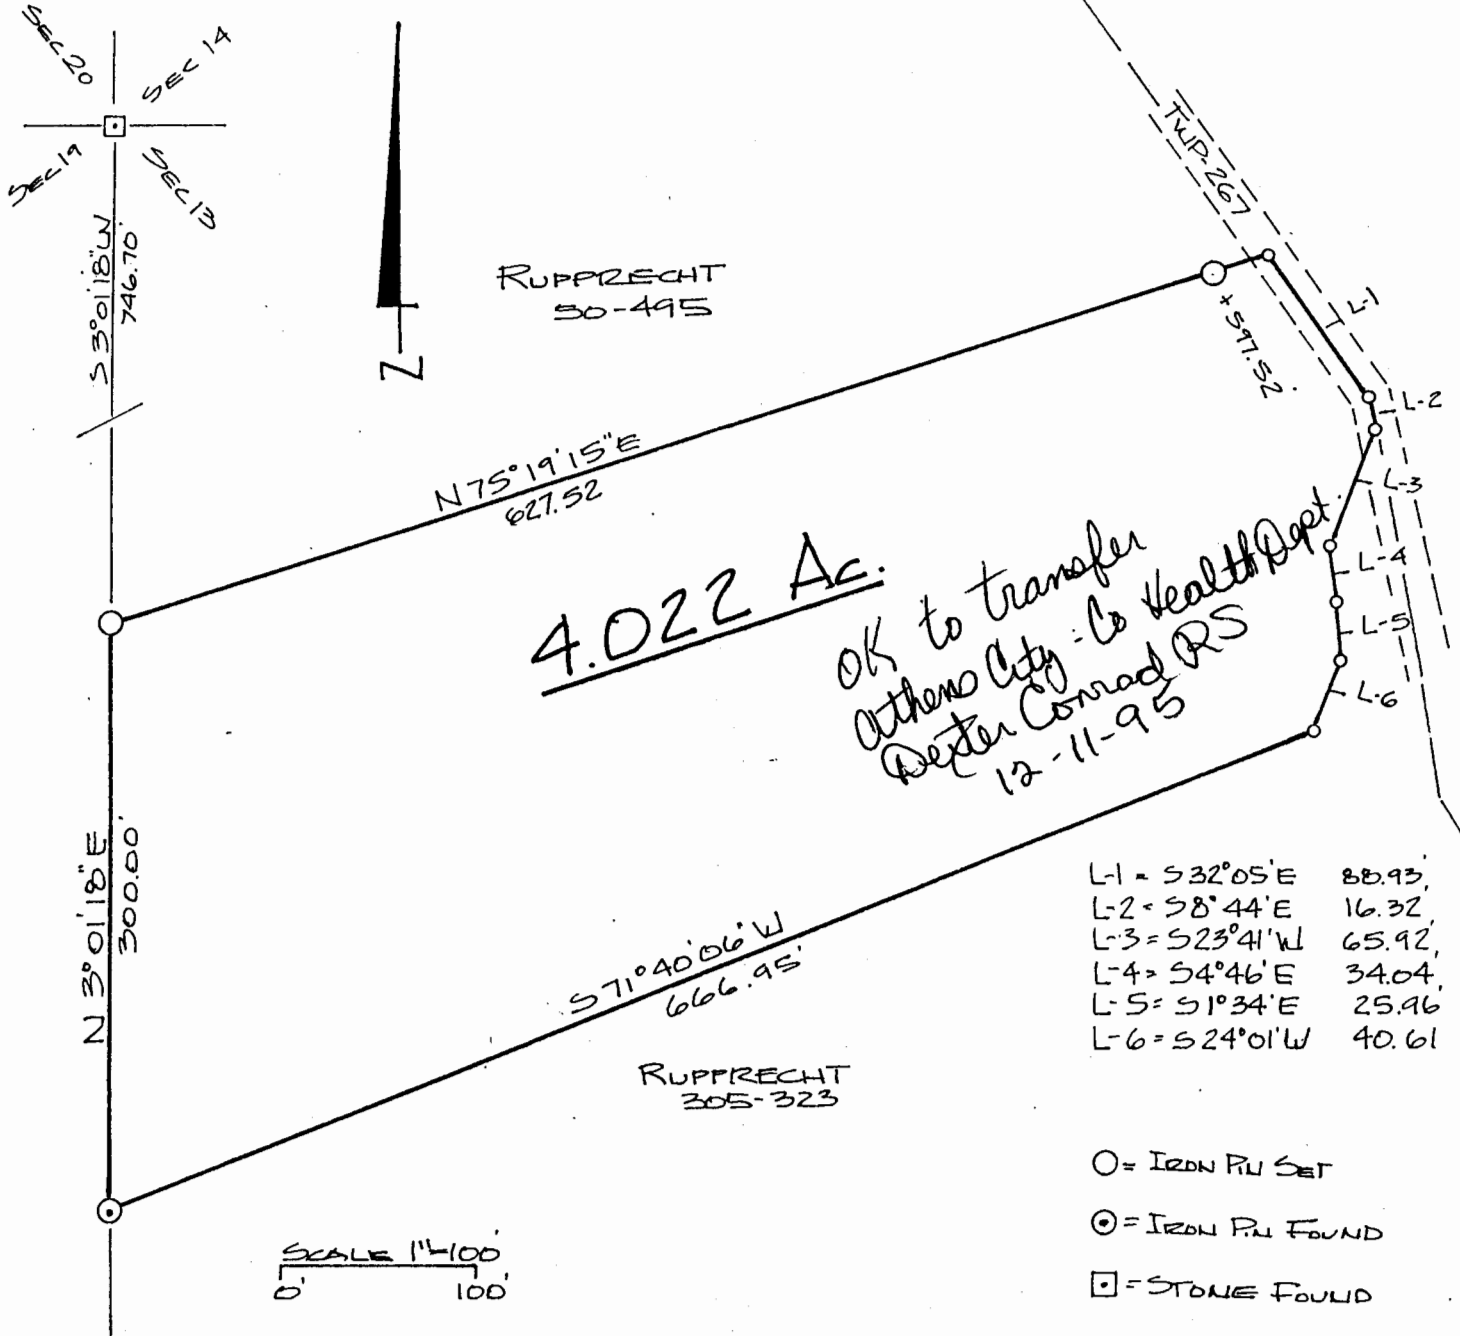 SEC 20
SEC 14
SEC 19
SEC 13
S 3°01'18"W
746.70'
N
RUPPRECHT
50-495
TWP-267
+597.52'
L-1
L-2
L-3
L-4
L-5
L-6
N 75°19'15"E
627.52
4.022 Ac.
OK to transfer
Athens City-Co Health Dept.
Dexter Conrad RS
12-11-95
N 3°01'18"E
300.00'
S 71°40'06" W
666.95'
RUPPRECHT
305-323
L-1 = S32°05'E 88.93'
L-2 = S8°44'E 16.32'
L-3 = S23°41'W 65.92'
L-4 = S4°46'E 34.04'
L-5 = S1°34'E 25.96'
L-6 = S24°01'W 40.61
O = IRON PIN SET
⊙ = IRON PIN FOUND
⊡ = STONE FOUND
SCALE 1"=100'
0' 100'